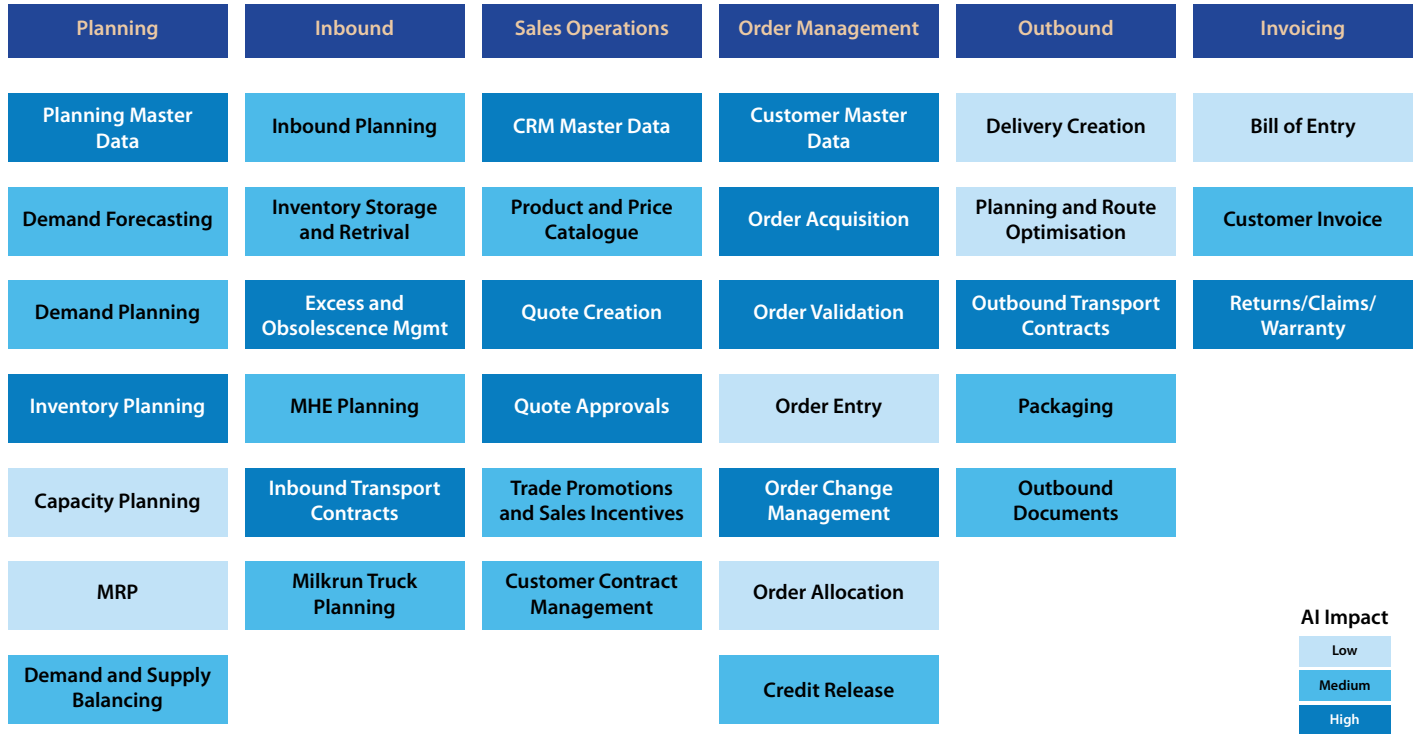 Planning
Inbound
Sales Operations
Order Management
Outbound
Invoicing
Planning Master
Data
Inbound Planning
CRM Master Data
Customer Master
Data
Delivery Creation
Bill of Entry
Demand Forecasting
Inventory Storage
and Retrival
Product and Price
Catalogue
Order Acquisition
Planning and Route
Optimisation
Customer Invoice
Demand Planning
Excess and
Obsolescence Mgmt
Quote Creation
Order Validation
Outbound Transport
Contracts
Returns/Claims/
Warranty
Inventory Planning
MHE Planning
Quote Approvals
Order Entry
Packaging
Capacity Planning
Inbound Transport
Contracts
Trade Promotions
and Sales Incentives
Order Change
Management
Outbound
Documents
MRP
Milkrun Truck
Planning
Customer Contract
Management
Order Allocation
Demand and Supply
Balancing
Credit Release
AI Impact
Low
Medium
High